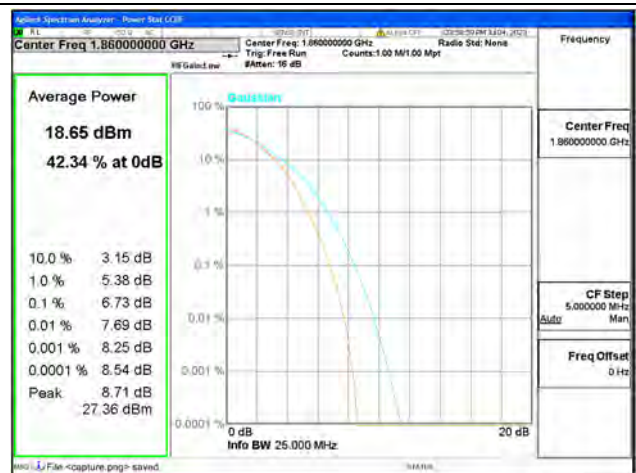 Agilent Spectrum Analyzer - Power Stat CCDF
Center Freq 1.860000000 GHz
Center Freq: 1.860000000 GHz
Radio Std: None
Trig: Free Run
Counts:1.00 M/1.00 Mpt
#IFGain:Low
#Atten: 16 dB
Frequency
Average Power
18.65 dBm
42.34 % at 0dB
10.0 % 3.15 dB
1.0 % 5.38 dB
0.1 % 6.73 dB
0.01 % 7.69 dB
0.001 % 8.25 dB
0.0001 % 8.54 dB
Peak 8.71 dB
27.36 dBm
Gaussian
100 %
10 %
1 %
0.1 %
0.01 %
0.001 %
0.0001 %
0 dB
20 dB
Info BW 25.000 MHz
Center Freq
1.860000000 GHz
CF Step
5.000000 MHz
Auto Man
Freq Offset
0 Hz
MSG File <capture.png> saved
STATUS